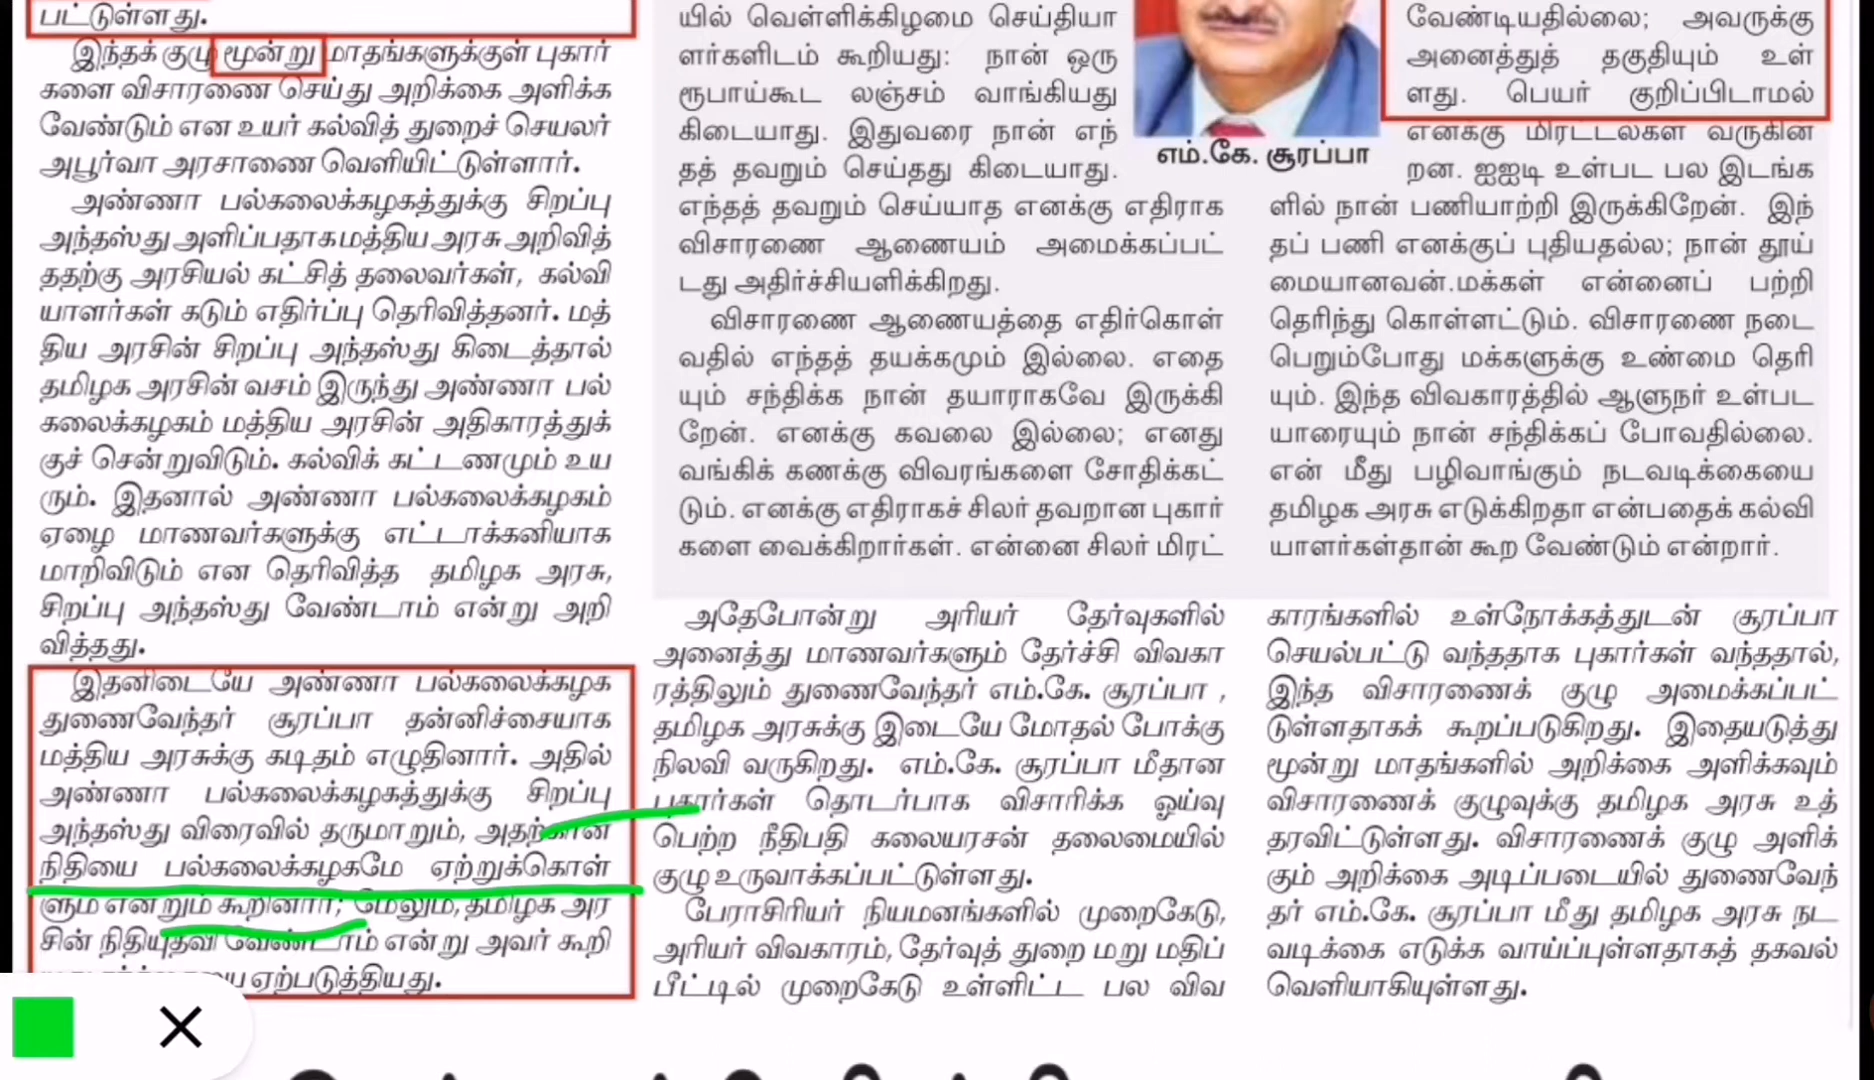 பட்டுள்ளது.
இந்தக் குழு மூன்று மாதங்களுக்குள் புகார்
களை விசாரணை செய்து அறிக்கை அளிக்க
வேண்டும் என உயர் கல்வித் துறைச் செயலர்
அபூர்வா அரசாணை வெளியிட்டுள்ளார்.
அண்ணா பல்கலைக்கழகத்துக்கு சிறப்பு
அந்தஸ்து அளிப்பதாகமத்திய அரசு அறிவித்
ததற்கு அரசியல் கட்சித் தலைவர்கள், கல்வி
யாளர்கள் கடும் எதிர்ப்பு தெரிவித்தனர். மத்
திய அரசின் சிறப்பு அந்தஸ்து கிடைத்தால்
தமிழக அரசின் வசம் இருந்து அண்ணா பல்
கலைக்கழகம் மத்திய அரசின் அதிகாரத்துக்
குச் சென்றுவிடும். கல்விக் கட்டணமும் உய
ரும். இதனால் அண்ணா பல்கலைக்கழகம்
ஏழை மாணவர்களுக்கு எட்டாக்கனியாக
மாறிவிடும் என தெரிவித்த தமிழக அரசு,
சிறப்பு அந்தஸ்து வேண்டாம் என்று அறி
வித்தது.
இதனிடையே அண்ணா பல்கலைக்கழக
துணைவேந்தர் சூரப்பா தன்னிச்சையாக
மத்திய அரசுக்கு கடிதம் எழுதினார். அதில்
அண்ணா பல்கலைக்கழகத்துக்கு சிறப்பு
அந்தஸ்து விரைவில் தருமாறும், அதற்கான
நிதியை பல்கலைக்கழகமே ஏற்றுக்கொள்
ளும் என்றும் கூறினார்; மேலும், தமிழக அர
சின் நிதியுதவி வேண்டாம் என்று அவர் கூறி
ஏற்படுத்தியது.
யில் வெள்ளிக்கிழமை செய்தியா
ளர்களிடம் கூறியது: நான் ஒரு
ரூபாய்கூட லஞ்சம் வாங்கியது
கிடையாது. இதுவரை நான் எந்
தத் தவறும் செய்தது கிடையாது.
எந்தத் தவறும் செய்யாத எனக்கு எதிராக
விசாரணை ஆணையம் அமைக்கப்பட்
டது அதிர்ச்சியளிக்கிறது.
விசாரணை ஆணையத்தை எதிர்கொள்
வதில் எந்தத் தயக்கமும் இல்லை. எதை
யும் சந்திக்க நான் தயாராகவே இருக்கி
றேன். எனக்கு கவலை இல்லை; எனது
வங்கிக் கணக்கு விவரங்களை சோதிக்கட்
டும். எனக்கு எதிராகச் சிலர் தவறான புகார்
களை வைக்கிறார்கள். என்னை சிலர் மிரட்
எம்.கே. சூரப்பா
வேண்டியதில்லை; அவருக்கு
அனைத்துத் தகுதியும் உள்
ளது. பெயர் குறிப்பிடாமல்
எனக்கு மிரட்டல்கள் வருகின்
றன. ஐஐடி உள்பட பல இடங்க
ளில் நான் பணியாற்றி இருக்கிறேன். இந்
தப் பணி எனக்குப் புதியதல்ல; நான் தூய்
மையானவன்.மக்கள் என்னைப் பற்றி
தெரிந்து கொள்ளட்டும். விசாரணை நடை
பெறும்போது மக்களுக்கு உண்மை தெரி
யும். இந்த விவகாரத்தில் ஆளுநர் உள்பட
யாரையும் நான் சந்திக்கப் போவதில்லை.
என் மீது பழிவாங்கும் நடவடிக்கையை
தமிழக அரசு எடுக்கிறதா என்பதைக் கல்வி
யாளர்கள்தான் கூற வேண்டும் என்றார்.
அதேபோன்று அரியர் தேர்வுகளில்
அனைத்து மாணவர்களும் தேர்ச்சி விவகா
ரத்திலும் துணைவேந்தர் எம்.கே. சூரப்பா ,
தமிழக அரசுக்கு இடையே மோதல் போக்கு
நிலவி வருகிறது. எம்.கே. சூரப்பா மீதான
புகார்கள் தொடர்பாக விசாரிக்க ஓய்வு
பெற்ற நீதிபதி கலையரசன் தலைமையில்
குழு உருவாக்கப்பட்டுள்ளது.
பேராசிரியர் நியமனங்களில் முறைகேடு,
அரியர் விவகாரம், தேர்வுத் துறை மறு மதிப்
பீட்டில் முறைகேடு உள்ளிட்ட பல விவ
காரங்களில் உள்நோக்கத்துடன் சூரப்பா
செயல்பட்டு வந்ததாக புகார்கள் வந்ததால்,
இந்த விசாரணைக் குழு அமைக்கப்பட்
டுள்ளதாகக் கூறப்படுகிறது. இதையடுத்து
மூன்று மாதங்களில் அறிக்கை அளிக்கவும்
விசாரணைக் குழுவுக்கு தமிழக அரசு உத்
தரவிட்டுள்ளது. விசாரணைக் குழு அளிக்
கும் அறிக்கை அடிப்படையில் துணைவேந்
தர் எம்.கே. சூரப்பா மீது தமிழக அரசு நட
வடிக்கை எடுக்க வாய்ப்புள்ளதாகத் தகவல்
வெளியாகியுள்ளது.